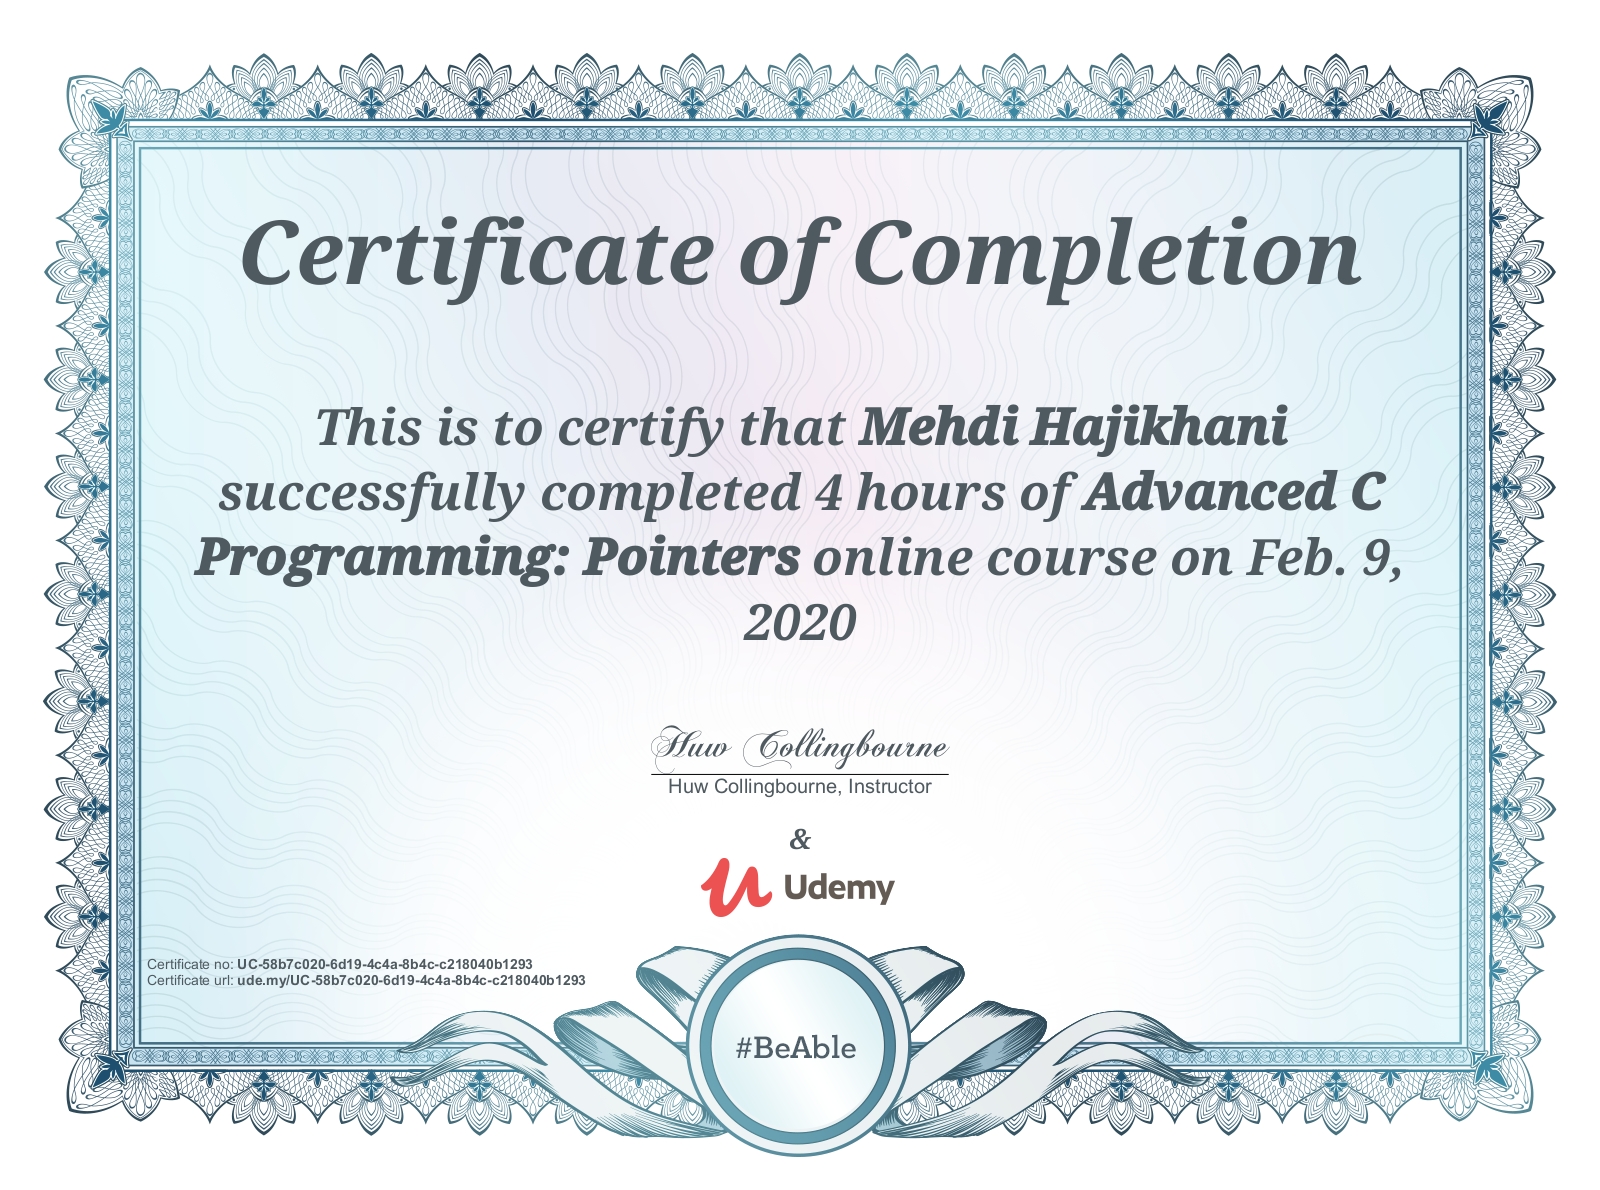 Certificate of Completion
This is to certify that Mehdi Hajikhani
successfully completed 4 hours of Advanced C
Programming: Pointers online course on Feb. 9,
2020
Huw Collingbourne
Huw Collingbourne, Instructor
&
Udemy
Certificate no: UC-58b7c020-6d19-4c4a-8b4c-c218040b1293
Certificate url: ude.my/UC-58b7c020-6d19-4c4a-8b4c-c218040b1293
#BeAble